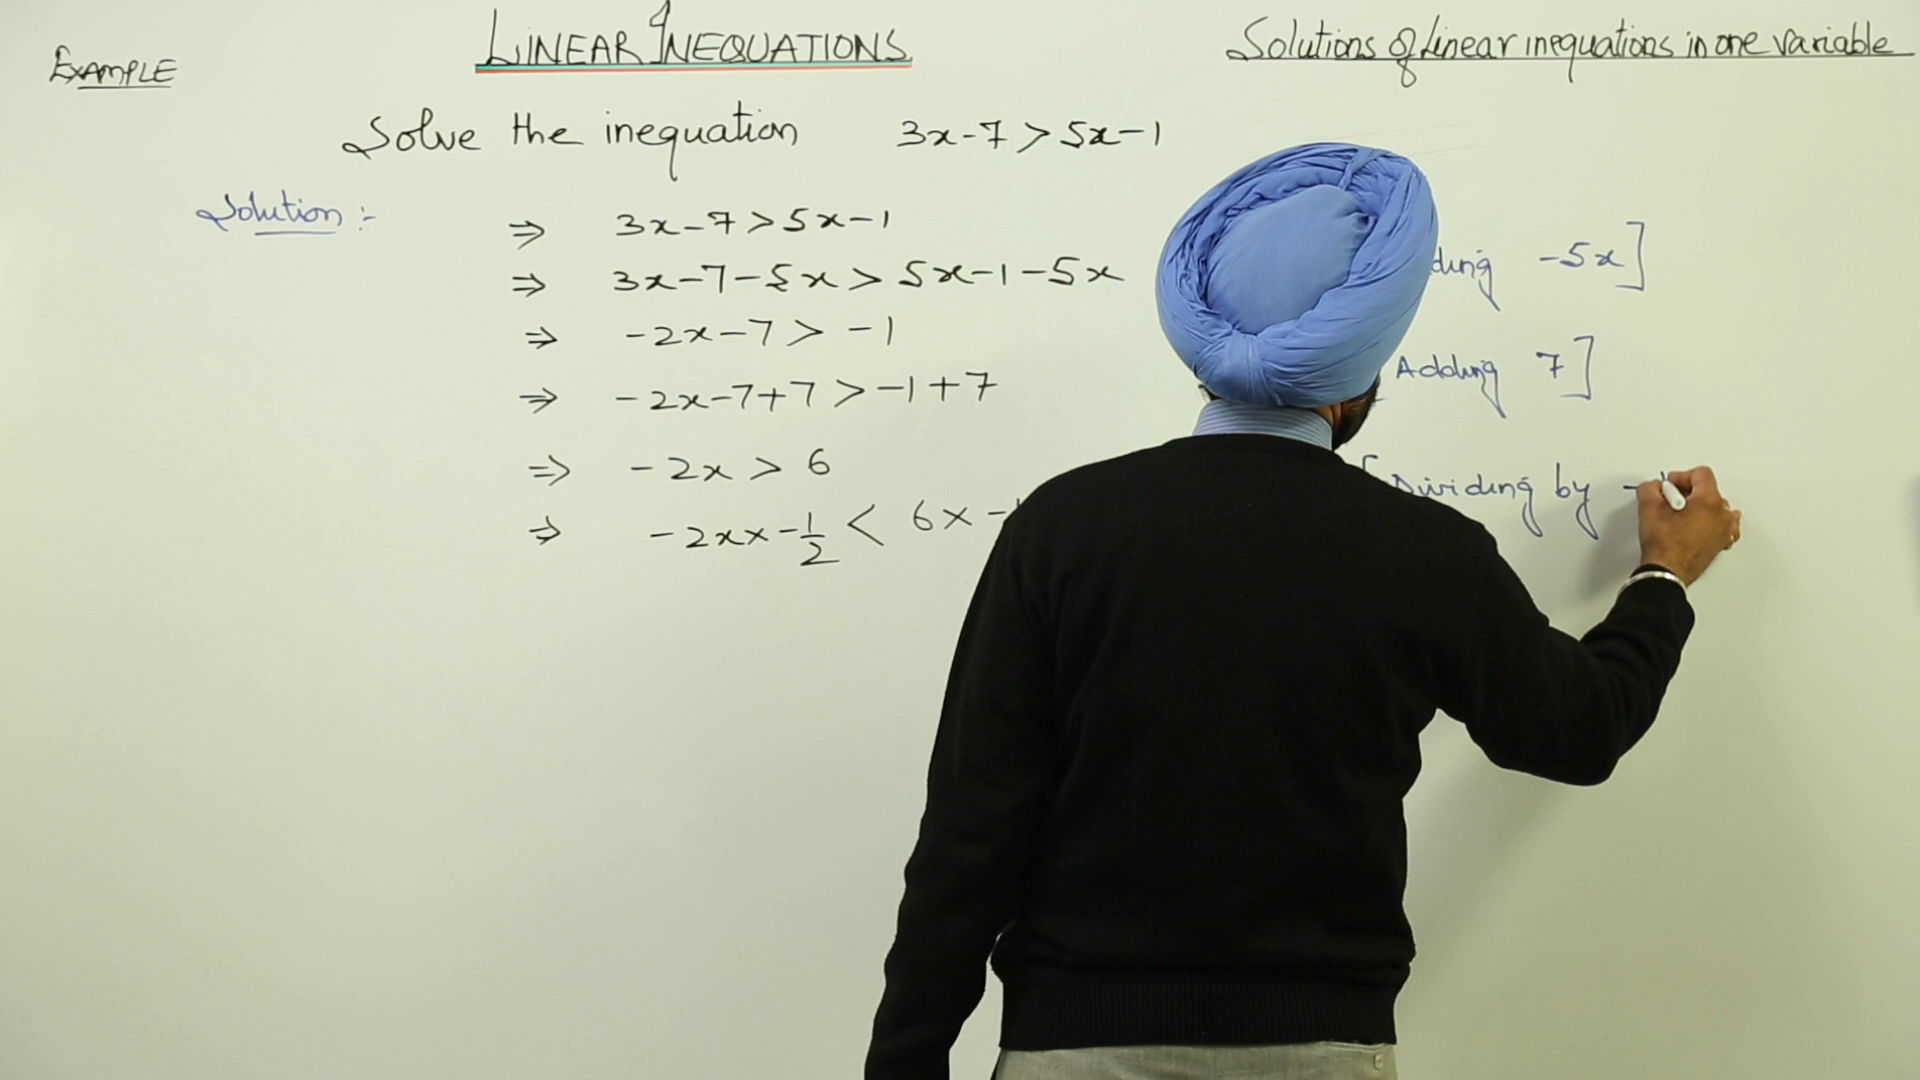 EXAMPLE
LINEAR INEQUATIONS
Solutions of linear inequations in one variable
Solve the inequation 3x-7 > 5x-1
Solution :-
⇒ 3x-7 > 5x-1
⇒ 3x-7-5x > 5x-1-5x -5x]
⇒ -2x-7 > -1
⇒ -2x-7+7 > -1+7 Adding 7]
⇒ -2x > 6
⇒ -2x × -1/2 < 6 × - [Dividing by -